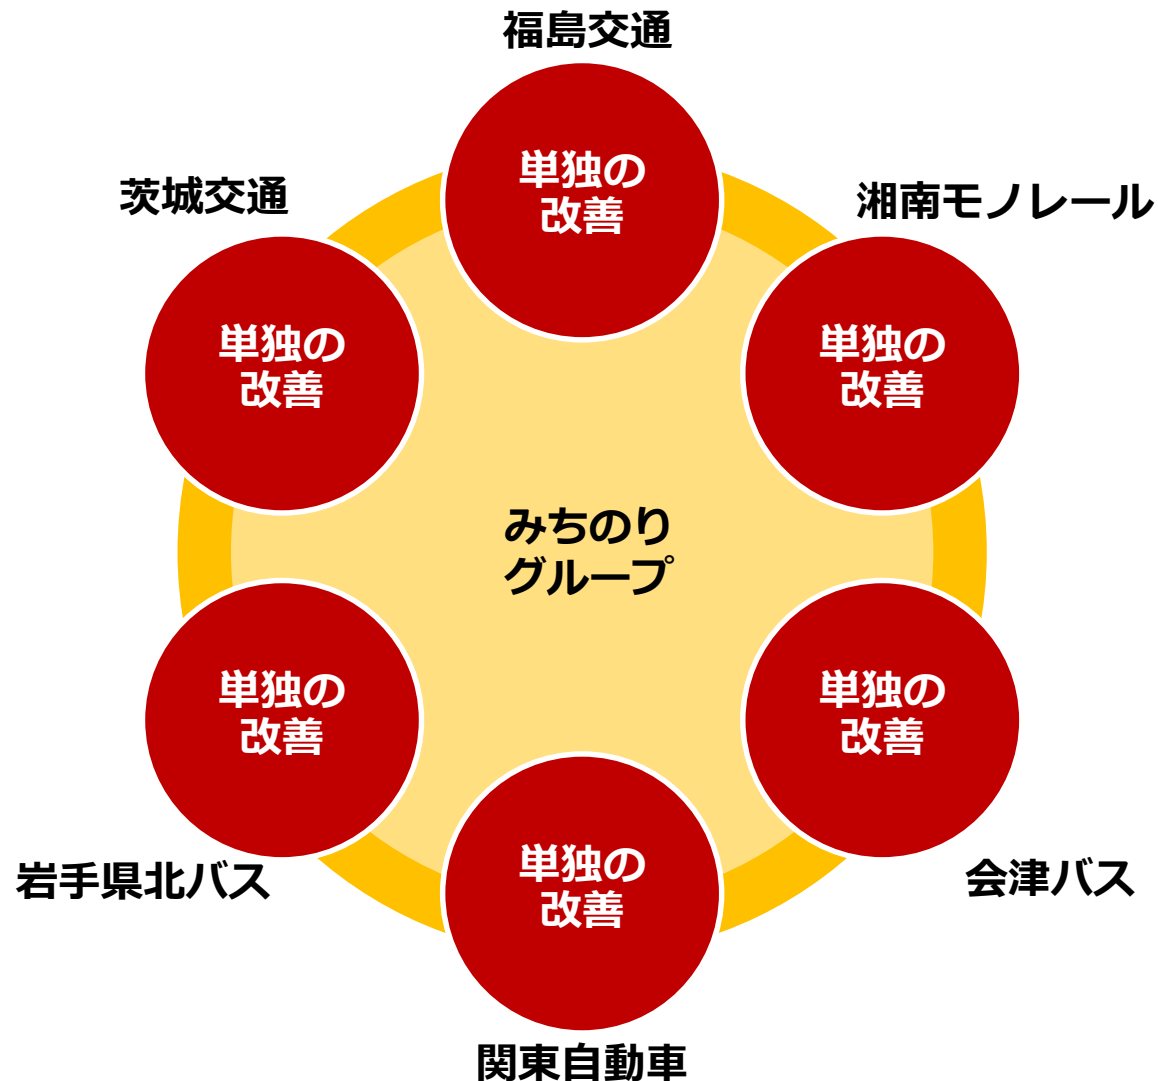 福島交通
単独の
改善
茨城交通
単独の
改善
湘南モノレール
単独の
改善
みちのり
グループ
単独の
改善
岩手県北バス
単独の
改善
会津バス
単独の
改善
関東自動車